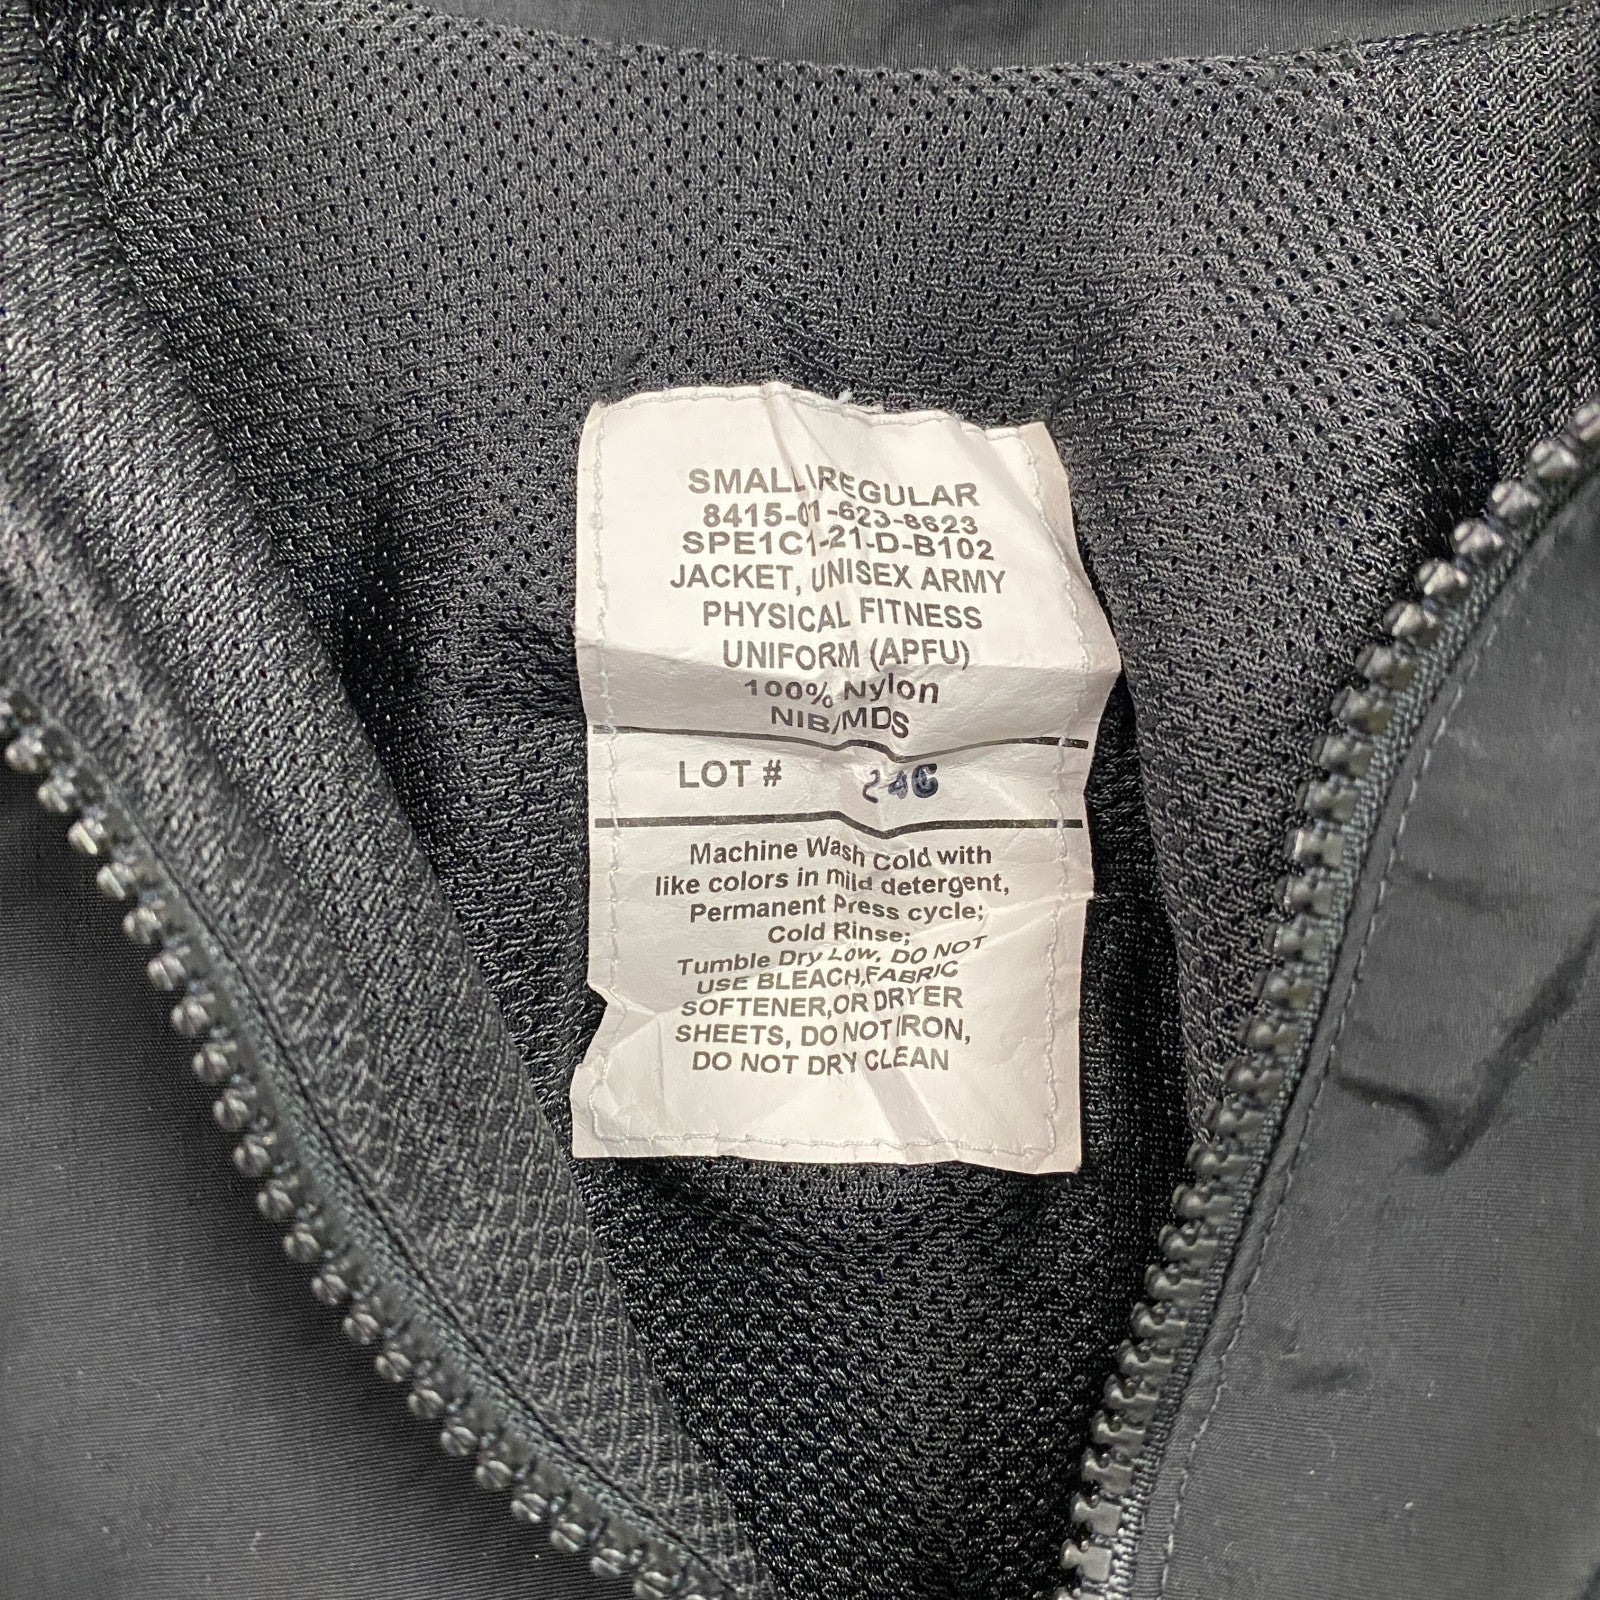 SMALL\REGULAR
8415-01-623-8623
SPE1C1-21-D-B102
JACKET, UNISEX ARMY
PHYSICAL FITNESS
UNIFORM (APFU)
100% Nylon
NIB/MDS
LOT #
Machine Wash Cold with
like colors in mild detergent,
Permanent Press cycle;
Cold Rinse;
Tumble Dry Low, DO NOT
USE BLEACH,FABRIC
SOFTENER,OR DRYER
SHEETS, DO NOT IRON,
DO NOT DRY CLEAN